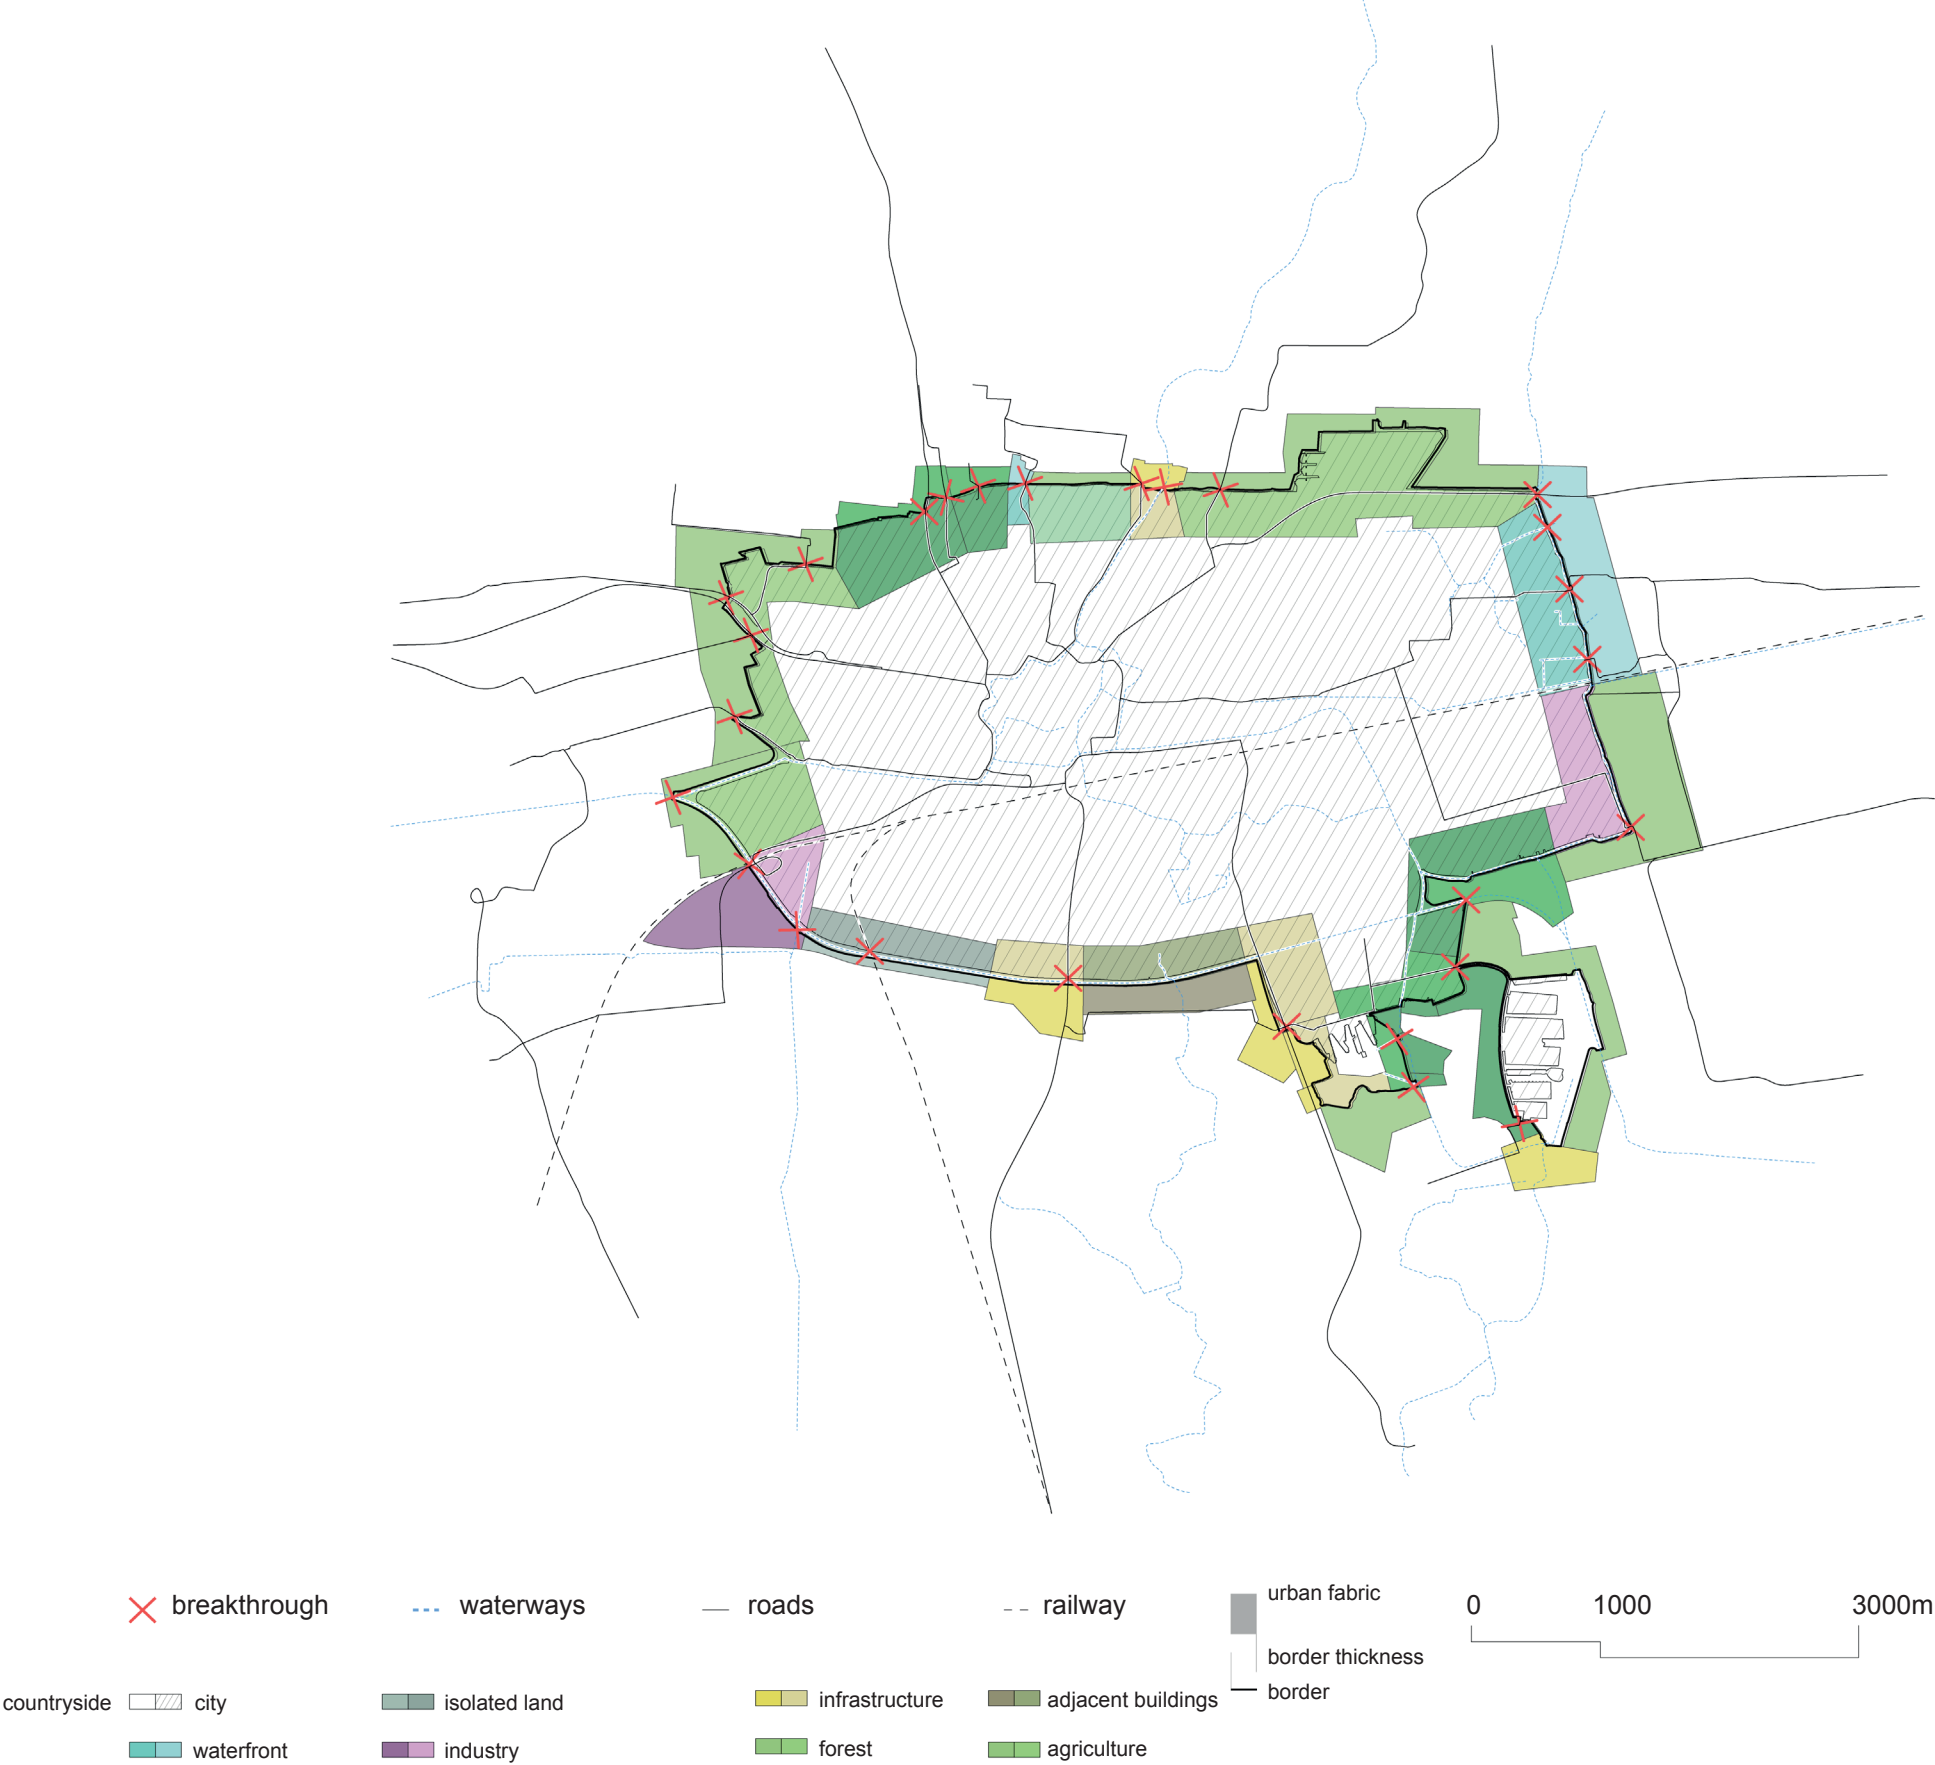 breakthrough
waterways
roads
railway
urban fabric
border thickness
border
0 1000 3000m
countryside city
isolated land
infrastructure
adjacent buildings
waterfront
industry
forest
agriculture